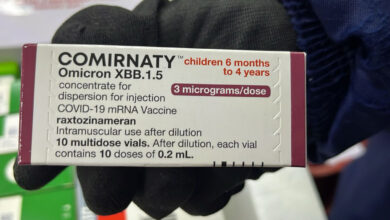 COMIRNATY™ children 6 months
to 4 years
Omicron XBB.1.5
concentrate for
dispersion for injection
3 micrograms/dose
COVID-19 mRNA Vaccine
raxtozinameran
Intramuscular use after dilution
10 multidose vials. After dilution, each vial
contains 10 doses of 0.2 mL.